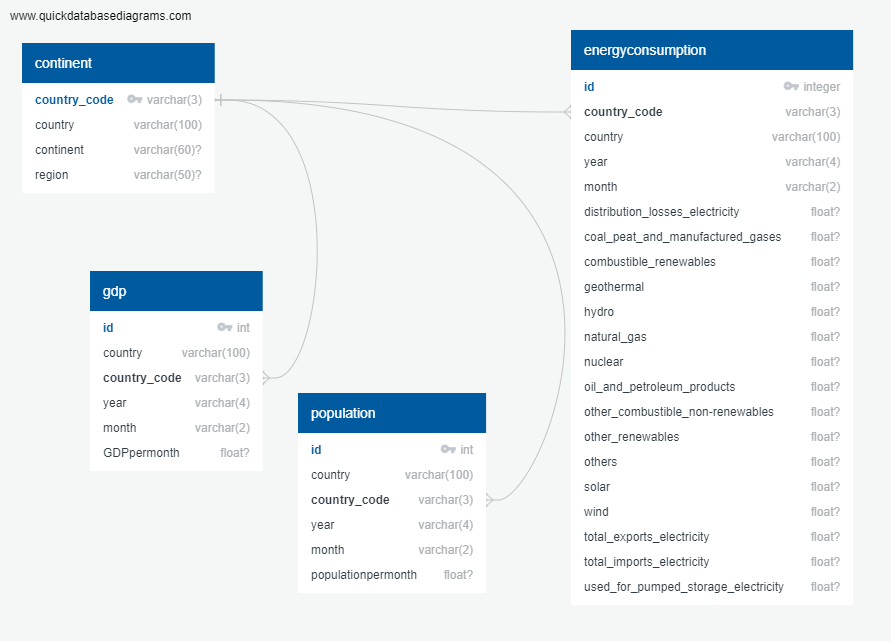 www.quickdatabasediagrams.com
continent
country_code varchar(3)
country varchar(100)
continent varchar(60)?
region varchar(50)?
gdp
id int
country varchar(100)
country_code varchar(3)
year varchar(4)
month varchar(2)
GDPpermonth float?
population
id int
country varchar(100)
country_code varchar(3)
year varchar(4)
month varchar(2)
populationpermonth float?
energyconsumption
id integer
country_code varchar(3)
country varchar(100)
year varchar(4)
month varchar(2)
distribution_losses_electricity float?
coal_peat_and_manufactured_gases float?
combustible_renewables float?
geothermal float?
hydro float?
natural_gas float?
nuclear float?
oil_and_petroleum_products float?
other_combustible_non-renewables float?
other_renewables float?
others float?
solar float?
wind float?
total_exports_electricity float?
total_imports_electricity float?
used_for_pumped_storage_electricity float?